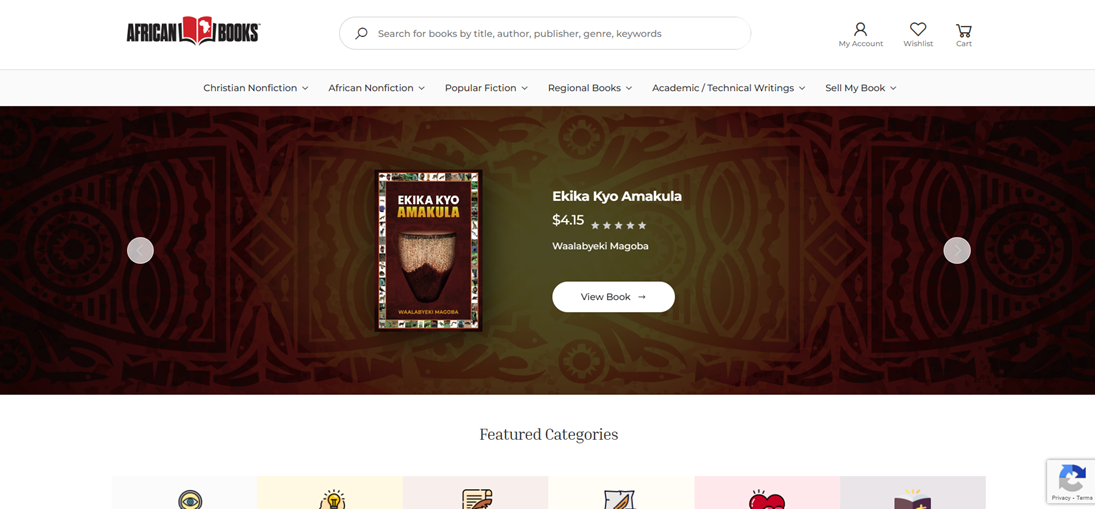 AFRICAN BOOKS
Search for books by title, author, publisher, genre, keywords
My Account
Wishlist
Cart
Christian Nonfiction
African Nonfiction
Popular Fiction
Regional Books
Academic / Technical Writings
Sell My Book
EKIKA KYO
AMAKULA
WAALABYEKI MAGOBA
Ekika Kyo Amakula
$4.15
Waalabyeki Magoba
View Book →
Featured Categories
Privacy - Terms